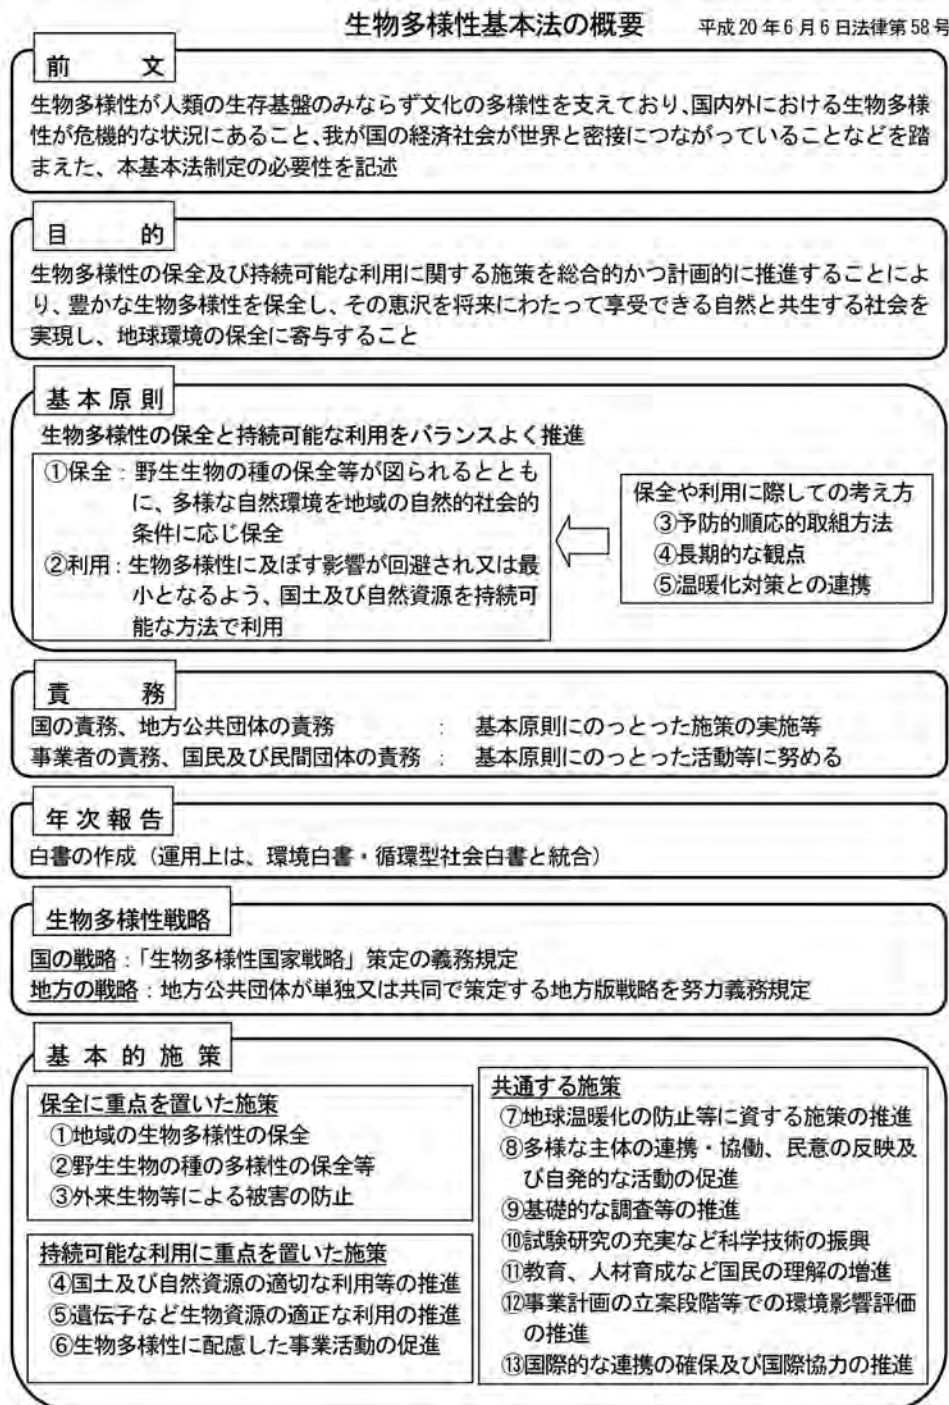 生物多様性基本法の概要
平成20年6月6日法律第58号
前文
生物多様性が人類の生存基盤のみならず文化の多様性を支えており、国内外における生物多様
性が危機的な状況にあること、我が国の経済社会が世界と密接につながっていることなどを踏
まえた、本基本法制定の必要性を記述
目的
生物多様性の保全及び持続可能な利用に関する施策を総合的かつ計画的に推進することによ
り、豊かな生物多様性を保全し、その恵沢を将来にわたって享受できる自然と共生する社会を
実現し、地球環境の保全に寄与すること
基本原則
生物多様性の保全と持続可能な利用をバランスよく推進
①保全：野生生物の種の保全等が図られるととも
に、多様な自然環境を地域の自然的社会的
条件に応じ保全
②利用：生物多様性に及ぼす影響が回避され又は最
小となるよう、国土及び自然資源を持続可
能な方法で利用
保全や利用に際しての考え方
③予防的順応的取組方法
④長期的な観点
⑤温暖化対策との連携
責務
国の責務、地方公共団体の責務：基本原則にのっとった施策の実施等
事業者の責務、国民及び民間団体の責務：基本原則にのっとった活動等に努める
年次報告
白書の作成（運用上は、環境白書・循環型社会白書と統合）
生物多様性戦略
国の戦略：「生物多様性国家戦略」策定の義務規定
地方の戦略：地方公共団体が単独又は共同で策定する地方版戦略を努力義務規定
基本的施策
保全に重点を置いた施策
①地域の生物多様性の保全
②野生生物の種の多様性の保全等
③外来生物等による被害の防止
持続可能な利用に重点を置いた施策
④国土及び自然資源の適切な利用等の推進
⑤遺伝子など生物資源の適正な利用の推進
⑥生物多様性に配慮した事業活動の促進
共通する施策
⑦地球温暖化の防止等に資する施策の推進
⑧多様な主体の連携・協働、民意の反映及
び自発的な活動の促進
⑨基礎的な調査等の推進
⑩試験研究の充実など科学技術の振興
⑪教育、人材育成など国民の理解の増進
⑫事業計画の立案段階等での環境影響評価
の推進
⑬国際的な連携の確保及び国際協力の推進